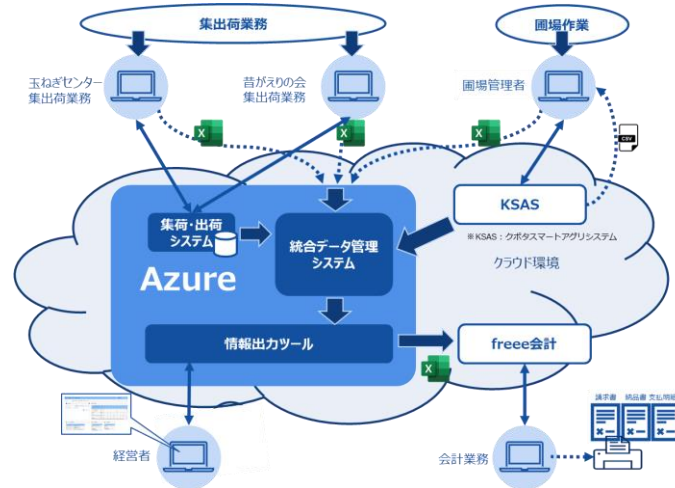 集出荷業務
圃場作業
玉ねぎセンター
集出荷業務
昔がえりの会
集出荷業務
圃場管理者
CSV
X
X
X
集荷・出荷
システム
統合データ管理
システム
KSAS
※KSAS:クボタスマートアグリシステム
クラウド環境
Azure
情報出力ツール
freee会計
X
請求書 納品書 支払明細
経営者
会計業務